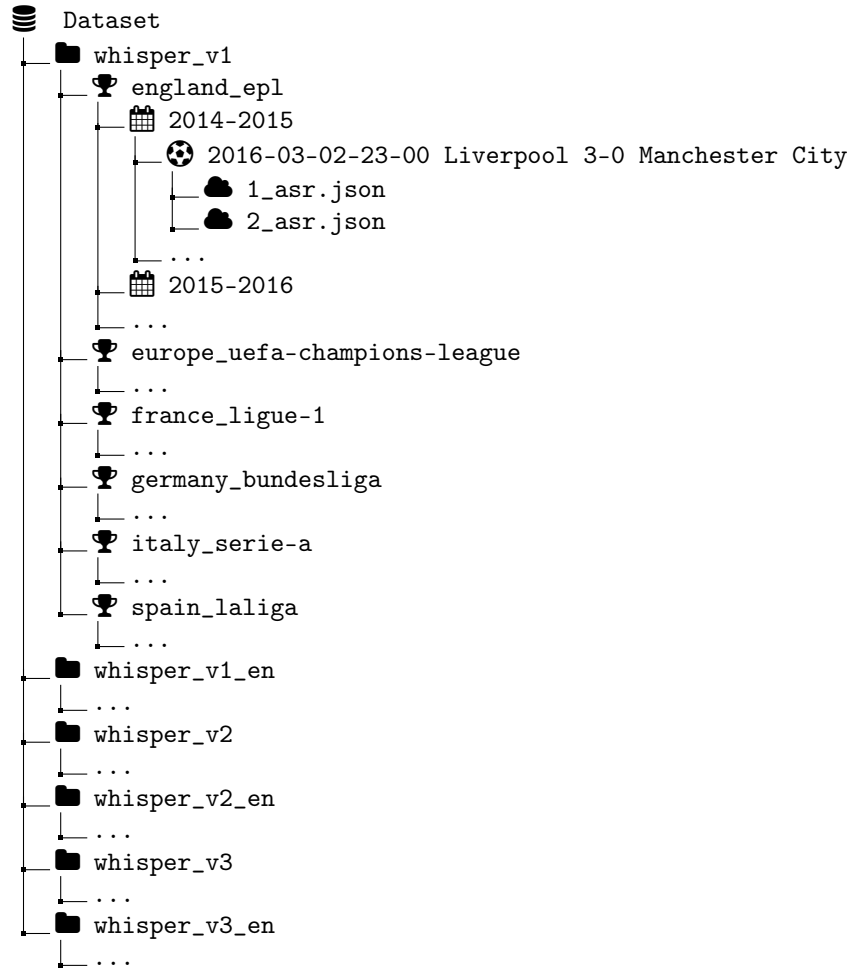 Dataset
whisper_v1
england_epl
2014-2015
2016-03-02-23-00 Liverpool 3-0 Manchester City
1_asr.json
2_asr.json
...
2015-2016
...
europe_uefa-champions-league
...
france_ligue-1
...
germany_bundesliga
...
italy_serie-a
...
spain_laliga
...
whisper_v1_en
...
whisper_v2
...
whisper_v2_en
...
whisper_v3
...
whisper_v3_en
...